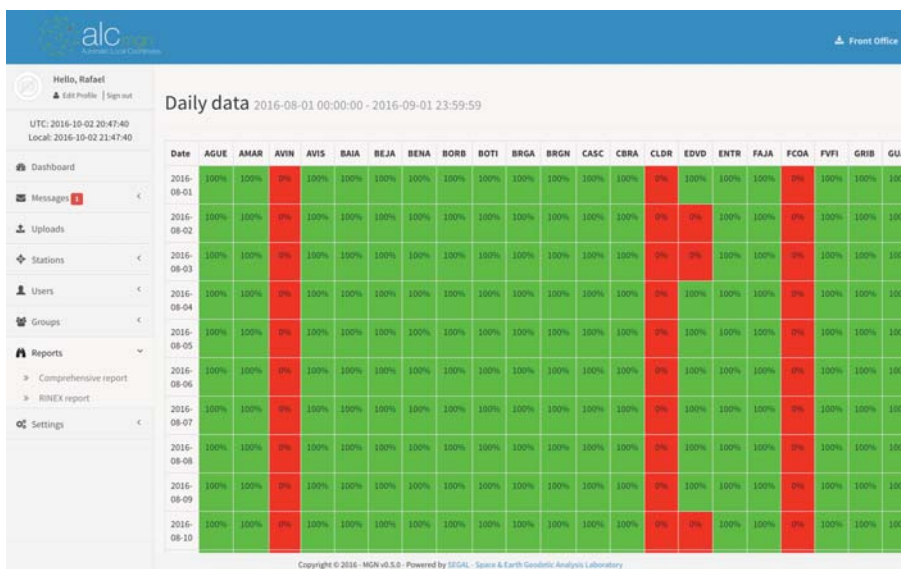 alc mgn
Automatic Local Coordinates
Front Office
Hello, Rafael
Edit Profile | Sign out
UTC: 2016-10-02 20:47:40
Local: 2016-10-02 21:47:40
Dashboard
Messages 1
Uploads
Stations
Users
Groups
Reports
» Comprehensive report
» RINEX report
Settings
Daily data 2016-08-01 00:00:00 - 2016-09-01 23:59:59
Date AGUE AMAR AVIN AVIS BAIA BEJA BENA BORB BOTI BRGA BRGN CASC CBRA CLDR EDVD ENTR FAJA FCOA FVFI GRIB GU
2016-08-01 100% 100% 0% 100% 100% 100% 100% 100% 100% 100% 100% 100% 100% 0% 100% 100% 100% 0% 100% 100% 100
2016-08-02 100% 100% 0% 100% 100% 100% 100% 100% 100% 100% 100% 100% 100% 0% 0% 100% 100% 0% 100% 100% 100
2016-08-03 100% 100% 0% 100% 100% 100% 100% 100% 100% 100% 100% 100% 100% 0% 0% 100% 100% 0% 100% 100% 100
2016-08-04 100% 100% 0% 100% 100% 100% 100% 100% 100% 100% 100% 100% 100% 0% 100% 100% 100% 0% 100% 100% 100
2016-08-05 100% 100% 0% 100% 100% 100% 100% 100% 100% 100% 100% 100% 100% 0% 100% 100% 100% 0% 100% 100% 100
2016-08-06 100% 100% 0% 100% 100% 100% 100% 100% 100% 100% 100% 100% 100% 0% 100% 100% 100% 0% 100% 100% 100
2016-08-07 100% 100% 0% 100% 100% 100% 100% 100% 100% 100% 100% 100% 100% 0% 100% 100% 100% 0% 100% 100% 100
2016-08-08 100% 100% 0% 100% 100% 100% 100% 100% 100% 100% 100% 100% 100% 0% 100% 100% 100% 0% 100% 100% 100
2016-08-09 100% 100% 0% 100% 100% 100% 100% 100% 100% 100% 100% 100% 100% 0% 100% 100% 100% 0% 100% 100% 100
2016-08-10 100% 100% 0% 100% 100% 100% 100% 100% 100% 100% 100% 100% 100% 0% 0% 100% 100% 0% 100% 100% 100
Copyright © 2016 - MGN v0.5.0 - Powered by SEGAL - Space & Earth Geodetic Analysis Laboratory